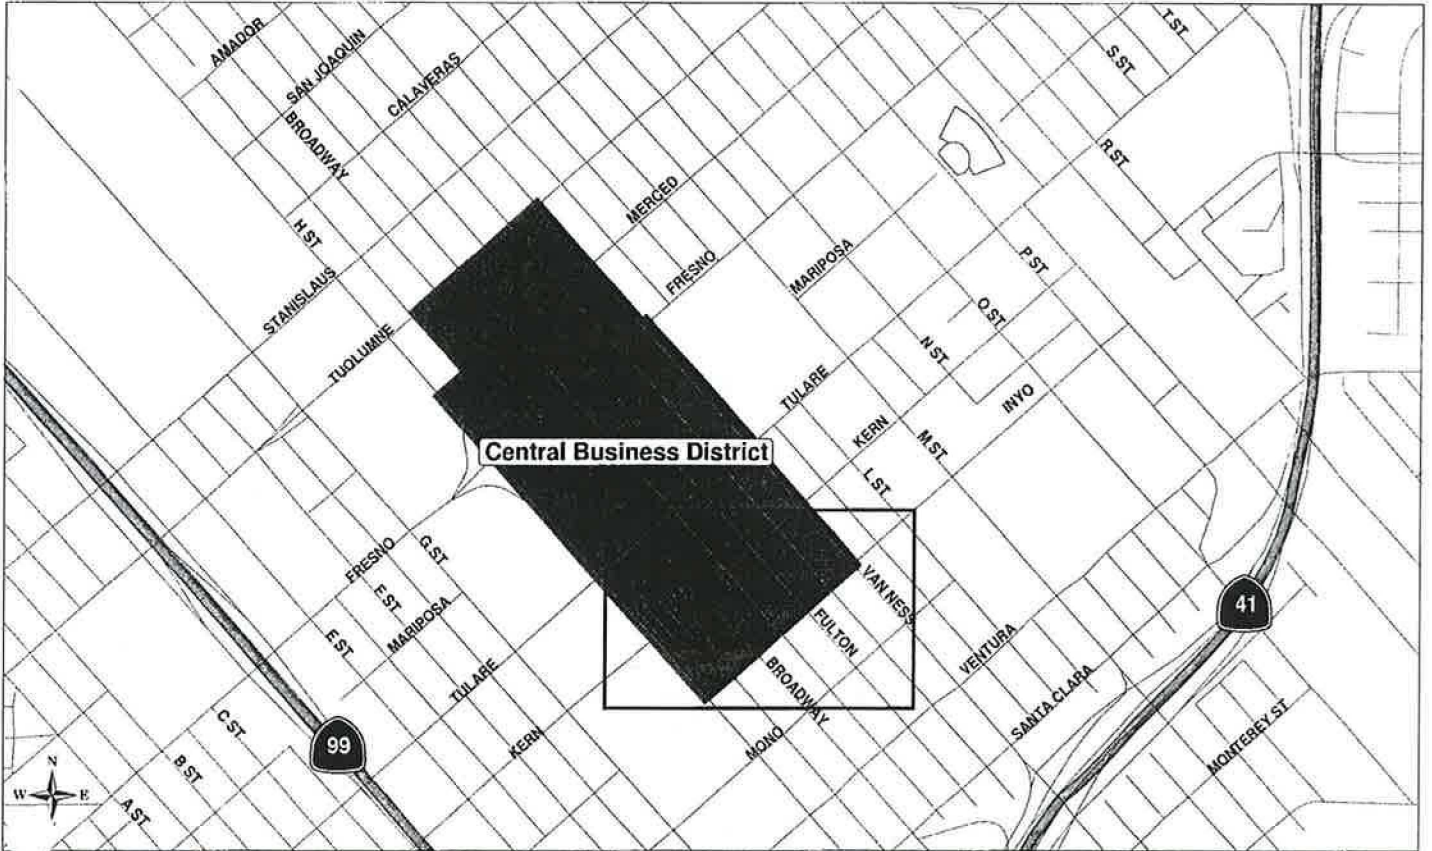 AMADOR
SAN JOAQUIN
CALAVERAS
BROADWAY
T ST
S ST
R ST
H ST
MERCED
STANISLAUS
FRESNO
MARIPOSA
P ST
TUOLUMNE
O ST
N ST
TULARE
KERN
INYO
M ST
Central Business District
L ST
FRESNO
G ST
E ST
MARIPOSA
E ST
TULARE
VAN NESS
FULTON
BROADWAY
VENTURA
41
SANTA CLARA
MONO
KERN
C ST
B ST
A ST
99
MONTEREY ST
N
W E